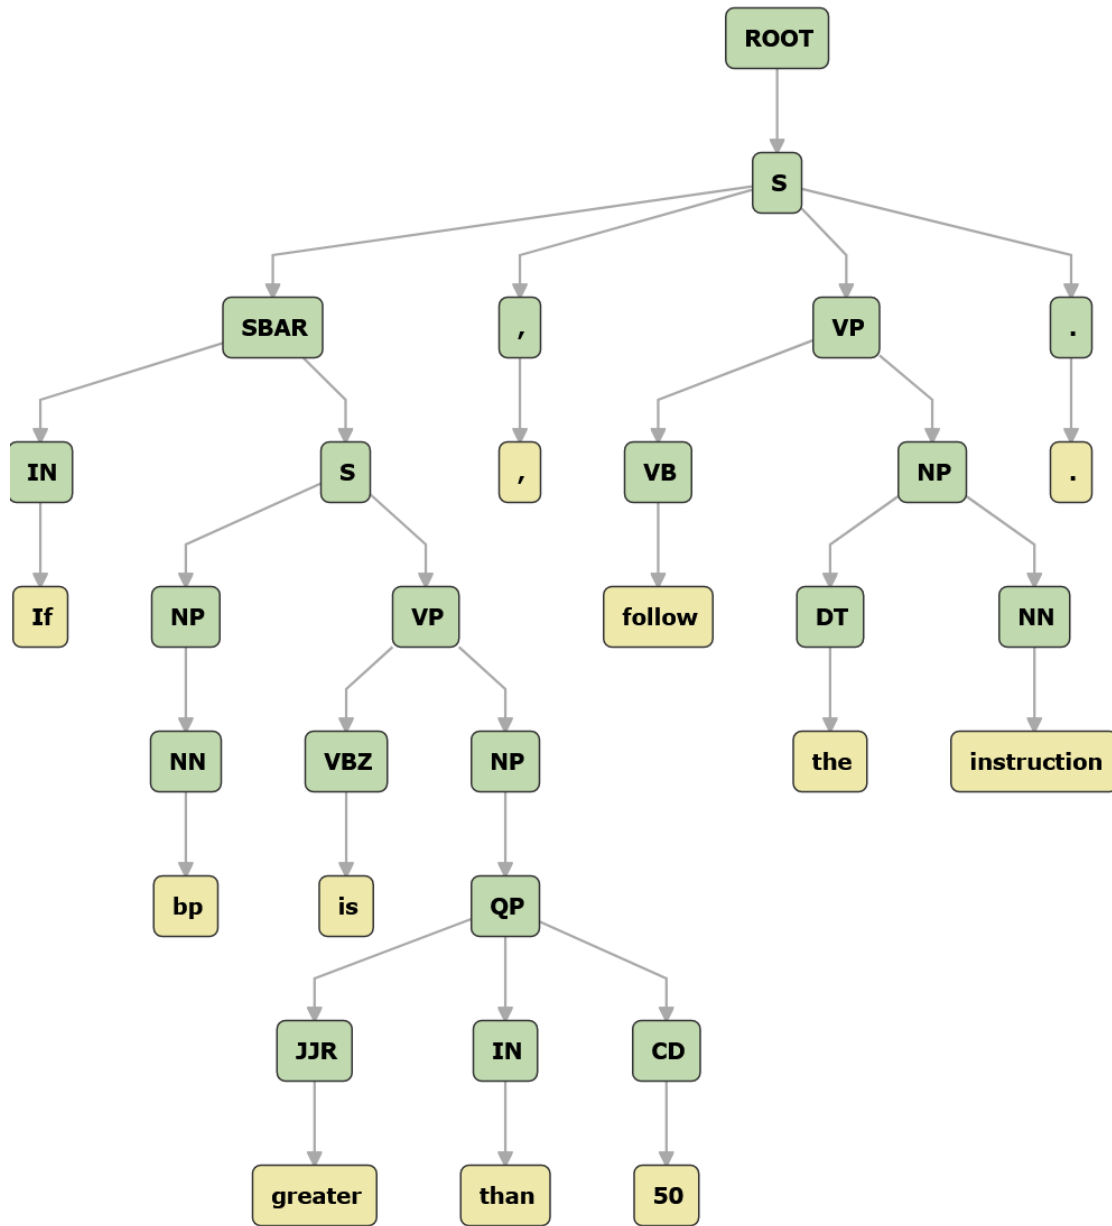 ROOT
S
SBAR , VP .
IN S , VB NP .
If NP VP follow DT NN
NN VBZ NP the instruction
bp is QP
JJR IN CD
greater than 50